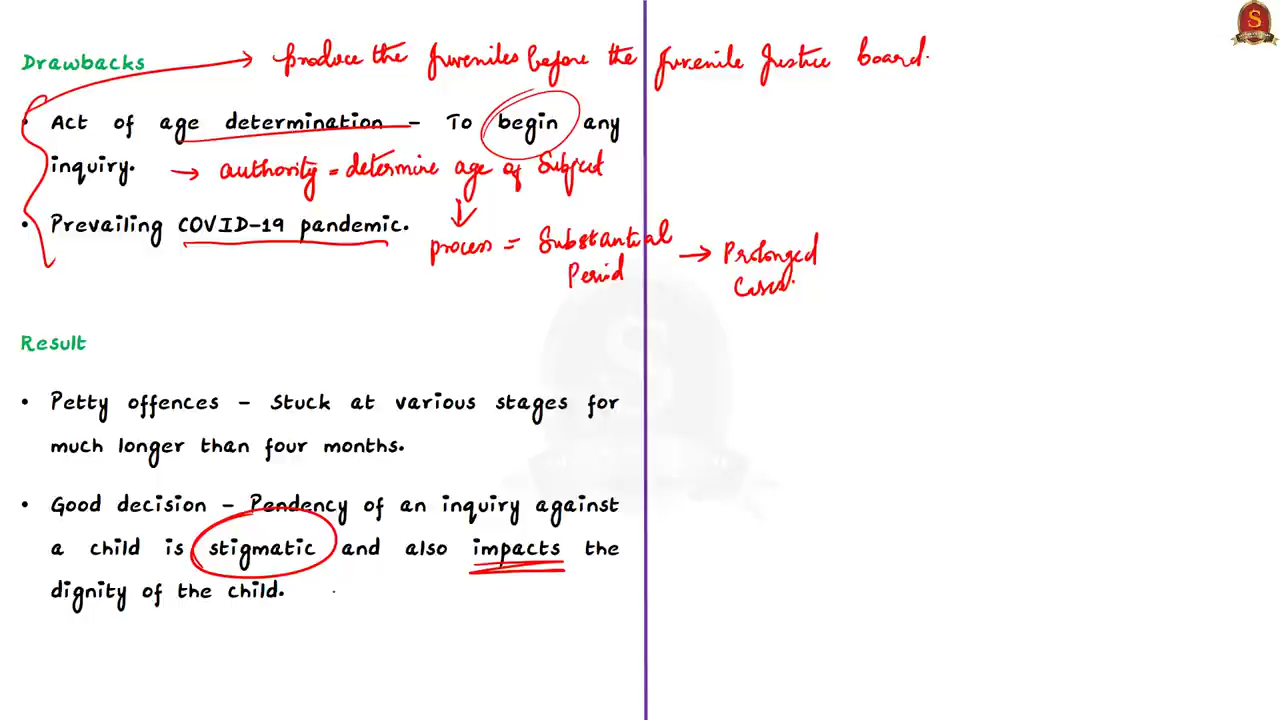 Drawbacks → produce the Juveniles before the Juvenile Justice board.
• Act of age determination - To begin any
inquiry. → authority = determine age of Subject
• Prevailing COVID-19 pandemic.
process = Substantial → Prolonged
Period Cases.
Result
• Petty offences - Stuck at various stages for
much longer than four months.
• Good decision - Pendency of an inquiry against
a child is stigmatic and also impacts the
dignity of the child.